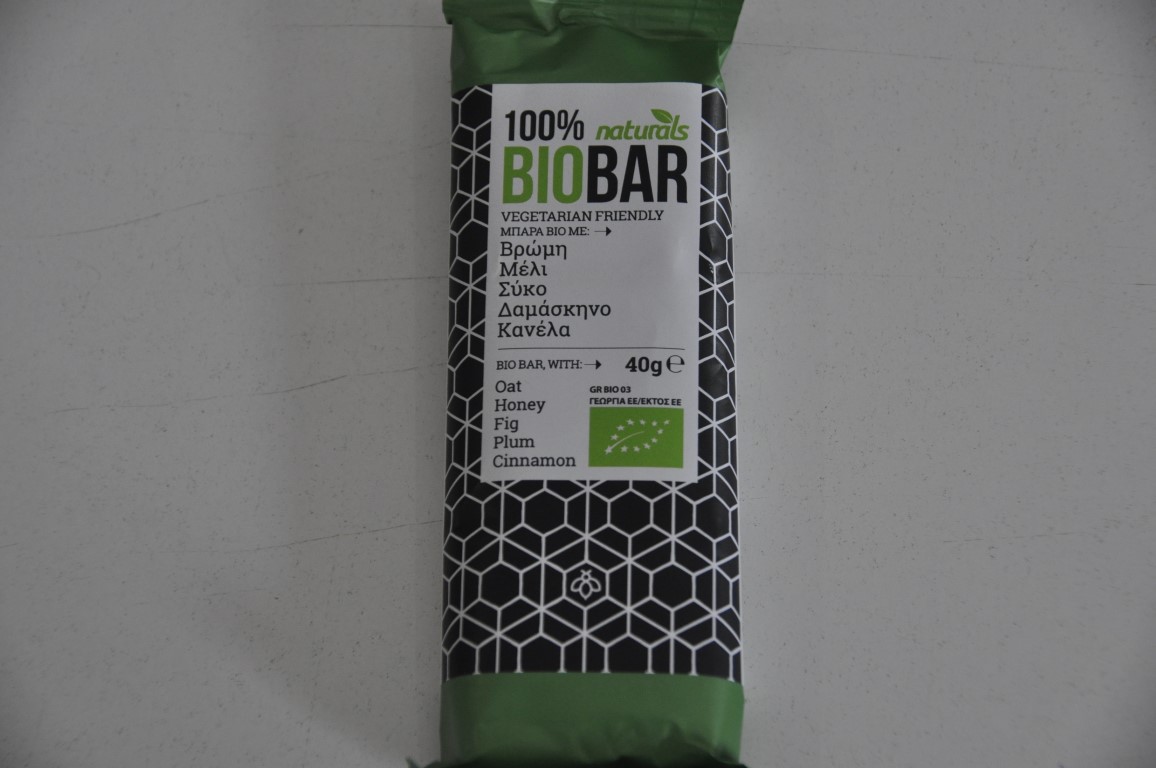 100% naturals
BIOBAR
VEGETARIAN FRIENDLY
ΜΠΑΡΑ ΒΙΟ ΜΕ:
Βρώμη
Μέλι
Σύκο
Δαμάσκηνο
Κανέλα
BIO BAR, WITH: 40g ℮
Oat
Honey
Fig
Plum
Cinnamon
GR BIO 03
ΓΕΩΡΓΙΑ ΕΕ/ΕΚΤΟΣ ΕΕ